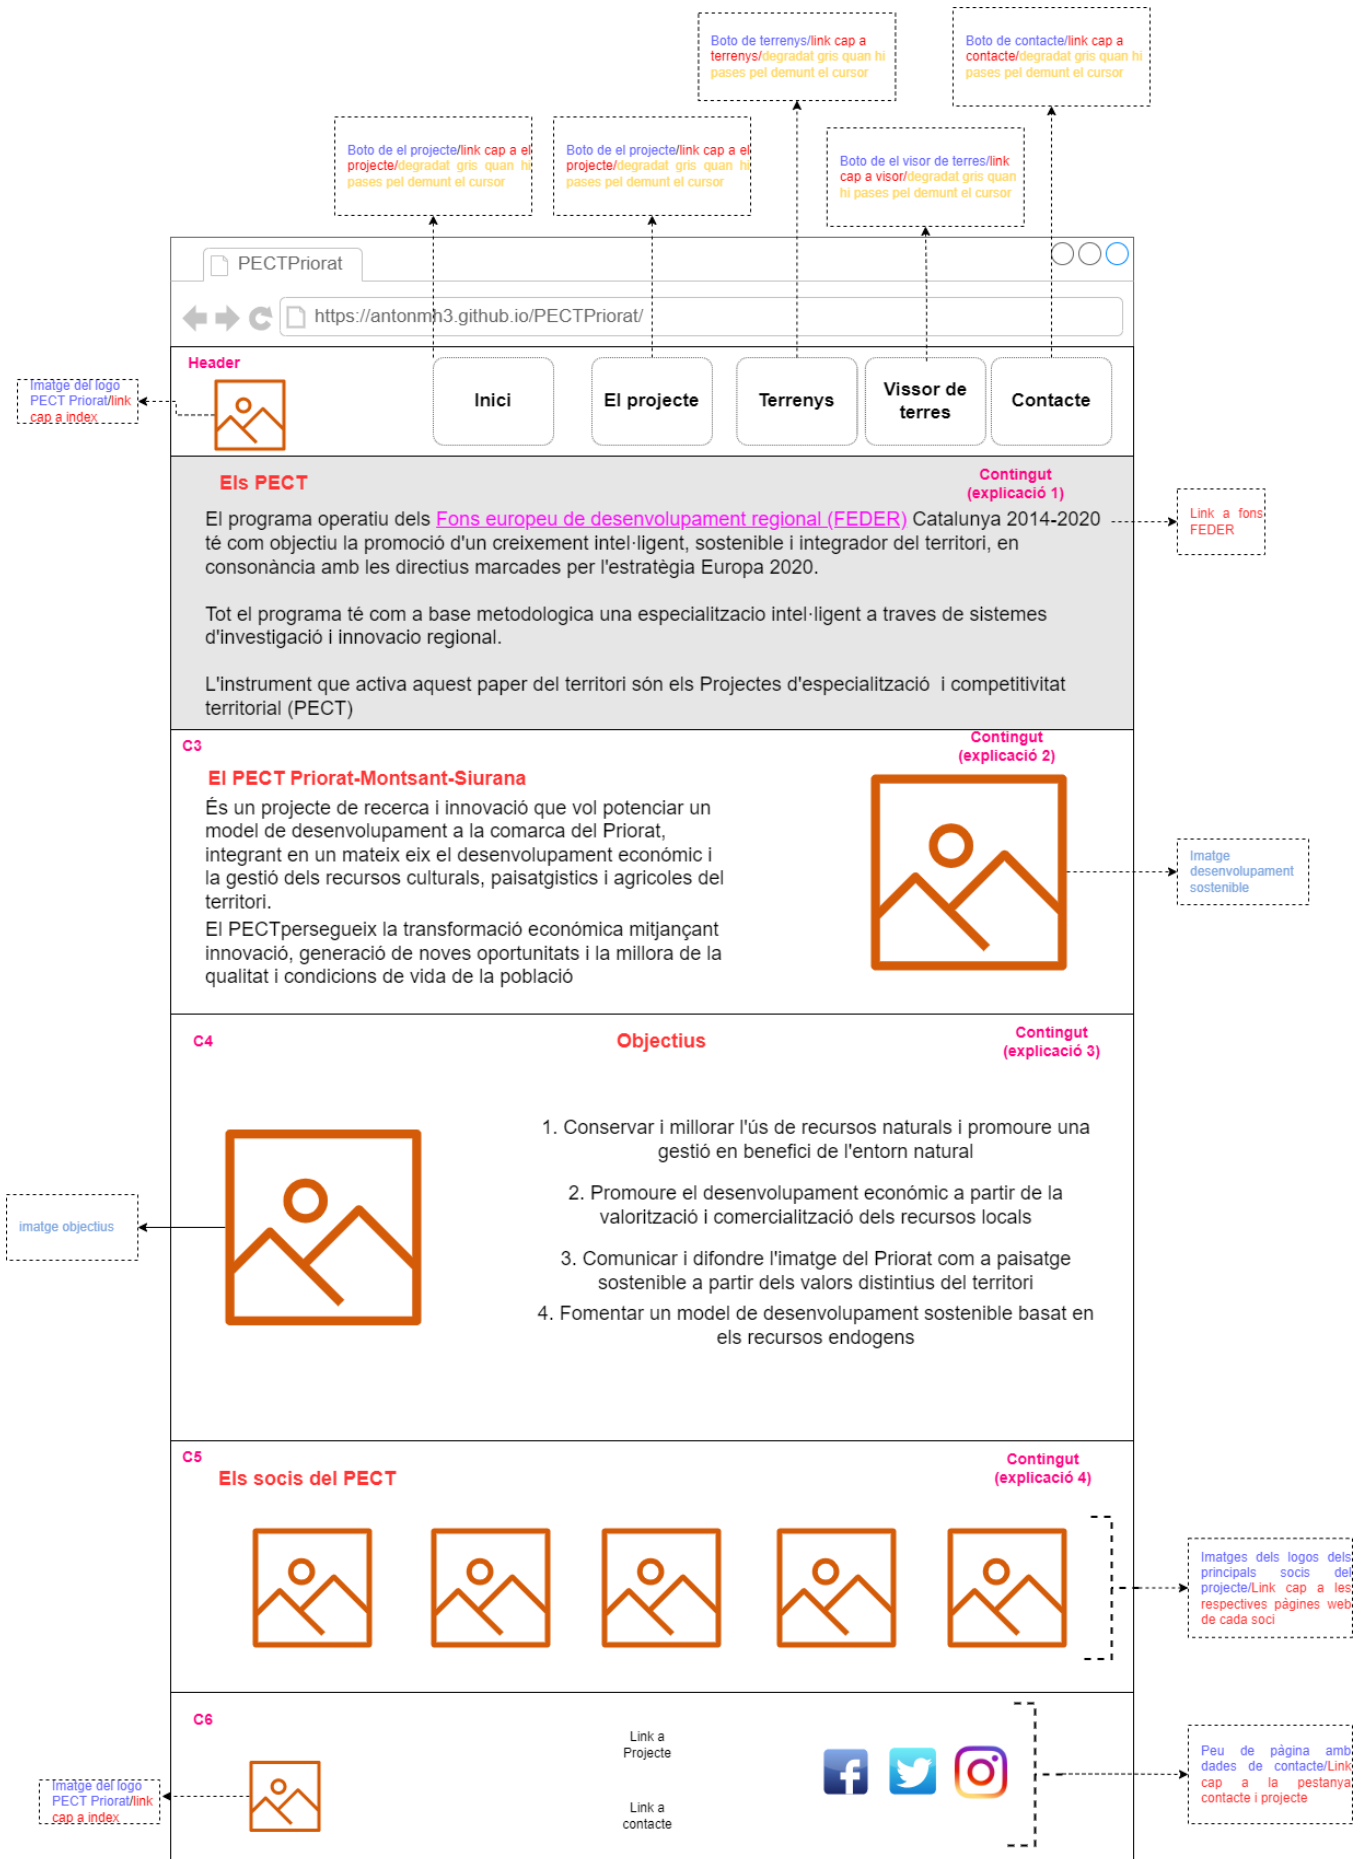 Boto de terrenys/link cap a
terrenys/degradat gris quan hi
pases pel demunt el cursor
Boto de contacte/link cap a
contacte/degradat gris quan hi
pases pel demunt el cursor
Boto de el projecte/link cap a el
projecte/degradat gris quan hi
pases pel demunt el cursor
Boto de el projecte/link cap a el
projecte/degradat gris quan hi
pases pel demunt el cursor
Boto de el visor de terres/link
cap a visor/degradat gris quan
hi pases pel demunt el cursor
PECTPriorat
https://antonmh3.github.io/PECTPriorat/
Header
Imatge del logo
PECT Priorat/link
cap a index
Inici
El projecte
Terrenys
Vissor de
terres
Contacte
Els PECT
Contingut
(explicació 1)
El programa operatiu dels Fons europeu de desenvolupament regional (FEDER) Catalunya 2014-2020
té com objectiu la promoció d'un creixement intel·ligent, sostenible i integrador del territori, en
consonància amb les directius marcades per l'estratègia Europa 2020.
Tot el programa té com a base metodologica una especialitzacio intel·ligent a traves de sistemes
d'investigació i innovacio regional.
L'instrument que activa aquest paper del territori són els Projectes d'especialització i competitivitat
territorial (PECT)
Link a fons
FEDER
C3
Contingut
(explicació 2)
El PECT Priorat-Montsant-Siurana
És un projecte de recerca i innovació que vol potenciar un
model de desenvolupament a la comarca del Priorat,
integrant en un mateix eix el desenvolupament económic i
la gestió dels recursos culturals, paisatgistics i agricoles del
territori.
El PECTpersegueix la transformació económica mitjançant
innovació, generació de noves oportunitats i la millora de la
qualitat i condicions de vida de la població
Imatge
desenvolupament
sostenible
C4
Objectius
Contingut
(explicació 3)
1. Conservar i millorar l'ús de recursos naturals i promoure una
gestió en benefici de l'entorn natural
2. Promoure el desenvolupament económic a partir de la
valorització i comercialització dels recursos locals
3. Comunicar i difondre l'imatge del Priorat com a paisatge
sostenible a partir dels valors distintius del territori
4. Fomentar un model de desenvolupament sostenible basat en
els recursos endogens
imatge objectius
C5
Els socis del PECT
Contingut
(explicació 4)
Imatges dels logos dels
principals socis del
projecte/Link cap a les
respectives pàgines web
de cada soci
C6
Link a
Projecte
Link a
contacte
Imatge del logo
PECT Priorat/link
cap a index
Peu de pàgina amb
dades de contacte/Link
cap a la pestanya
contacte i projecte